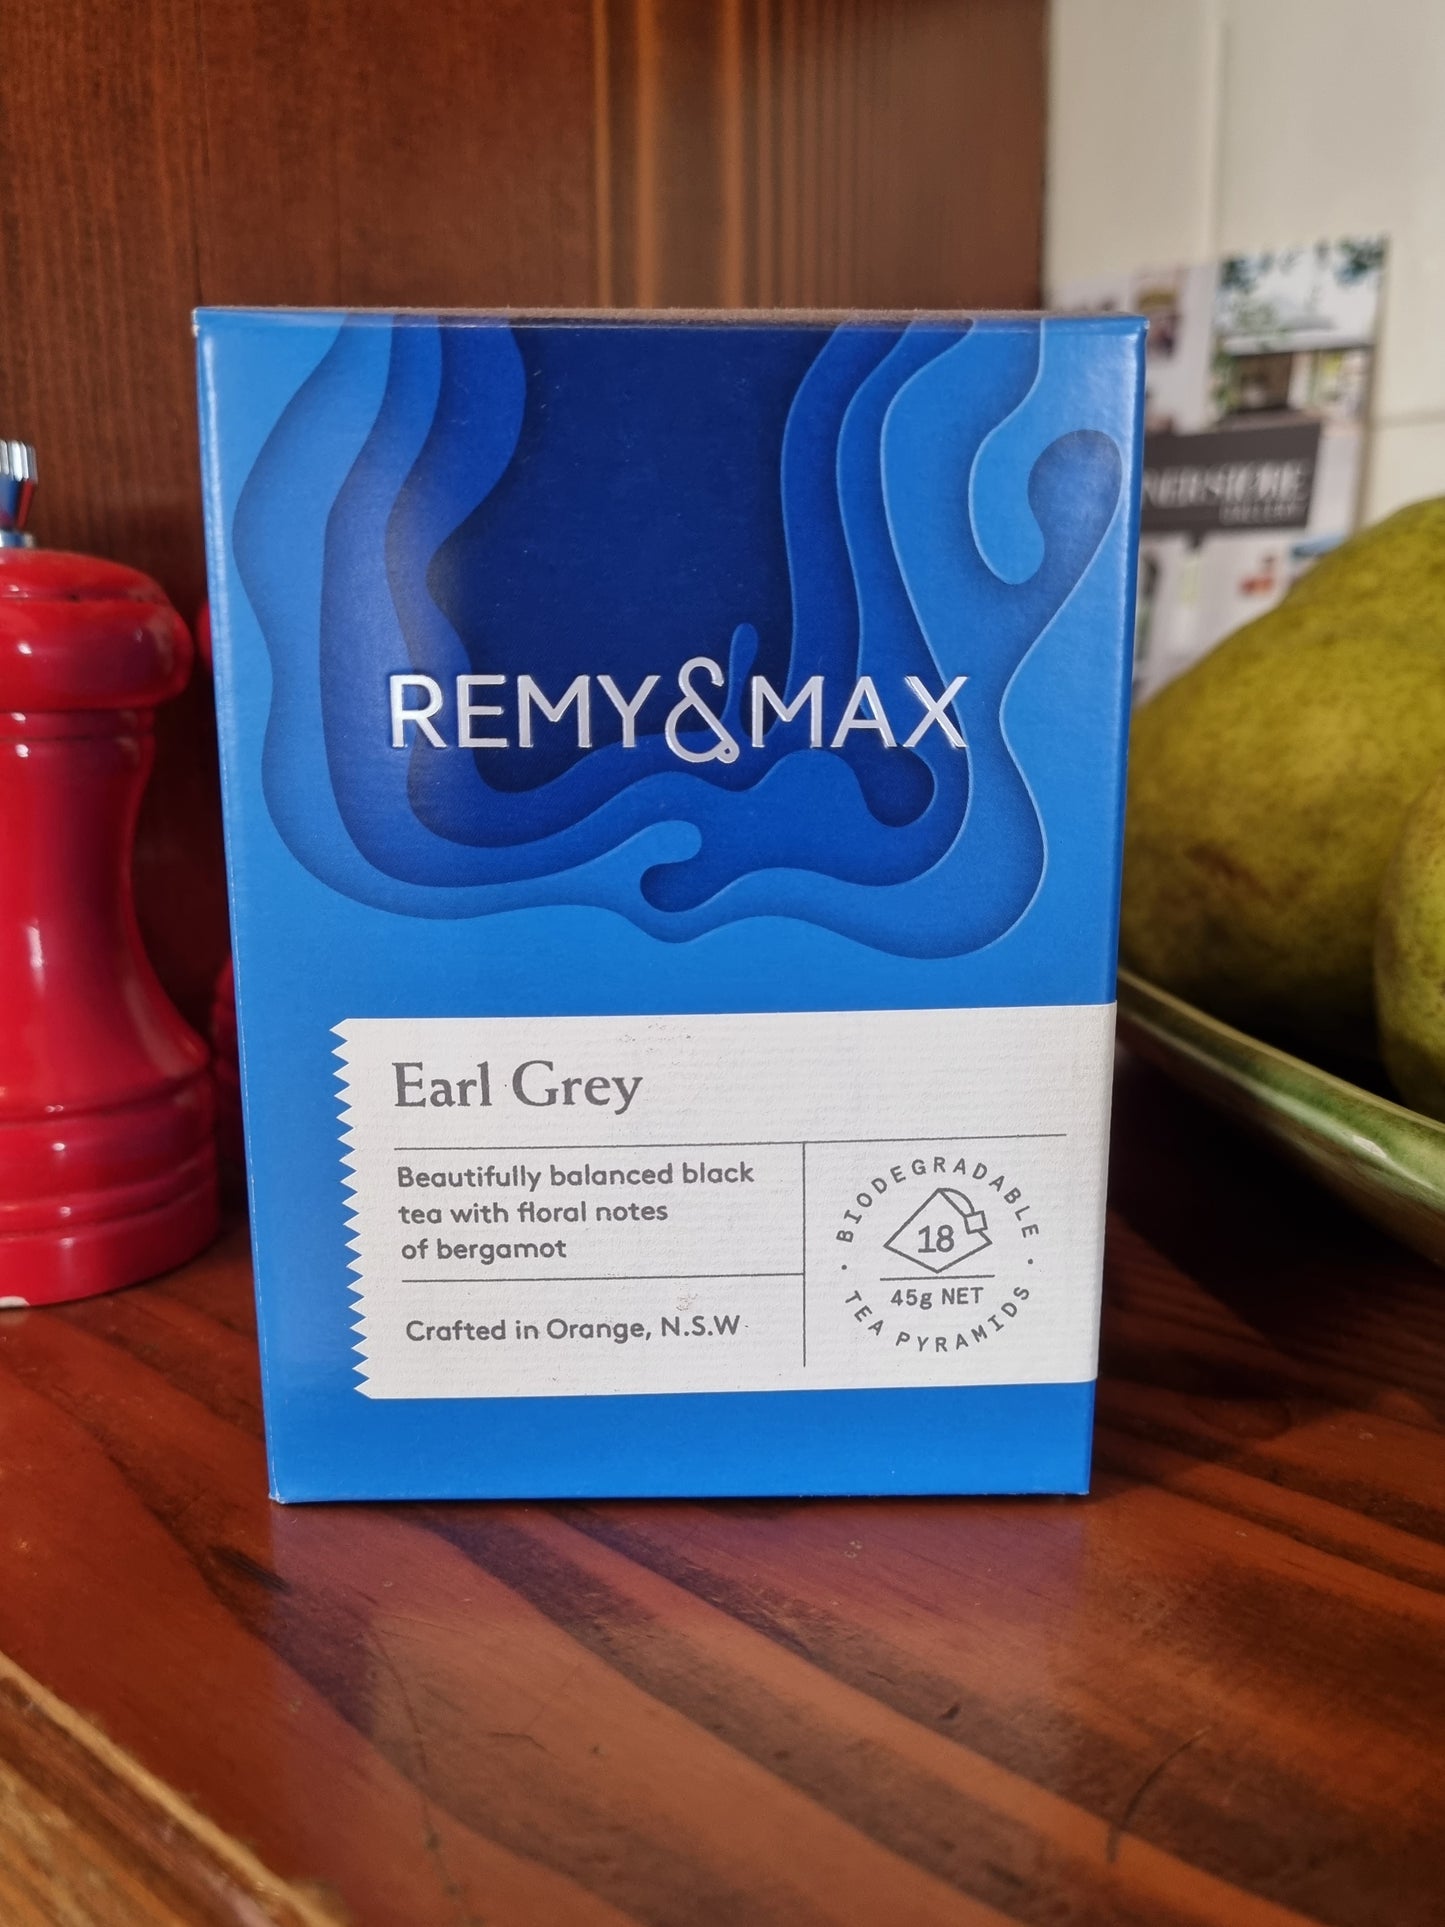 REMY&MAX
Earl Grey
Beautifully balanced black
tea with floral notes
of bergamot
Crafted in Orange, N.S.W.
BIODEGRADABLE
18
45g NET
TEA PYRAMIDS